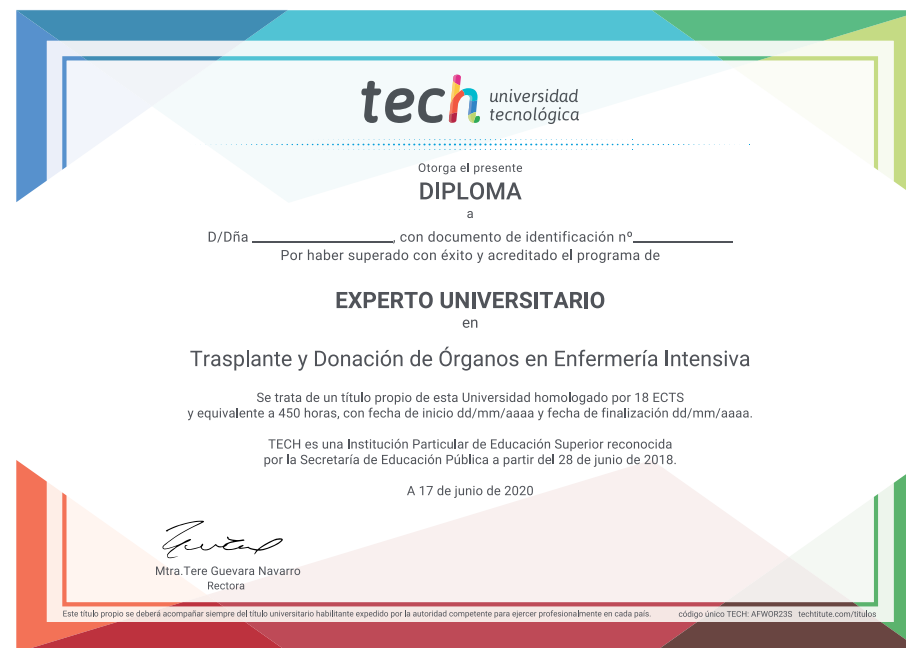 tech universidad
tecnológica
Otorga el presente
DIPLOMA
a
D/Dña ____________________, con documento de identificación nº______________
Por haber superado con éxito y acreditado el programa de
EXPERTO UNIVERSITARIO
en
Trasplante y Donación de Órganos en Enfermería Intensiva
Se trata de un título propio de esta Universidad homologado por 18 ECTS
y equivalente a 450 horas, con fecha de inicio dd/mm/aaaa y fecha de finalización dd/mm/aaaa.
TECH es una Institución Particular de Educación Superior reconocida
por la Secretaría de Educación Pública a partir del 28 de junio de 2018.
A 17 de junio de 2020
Mtra.Tere Guevara Navarro
Rectora
Este título propio se deberá acompañar siempre del título universitario habilitante expedido por la autoridad competente para ejercer profesionalmente en cada país. código único TECH: AFWOR23S techtitute.com/titulos